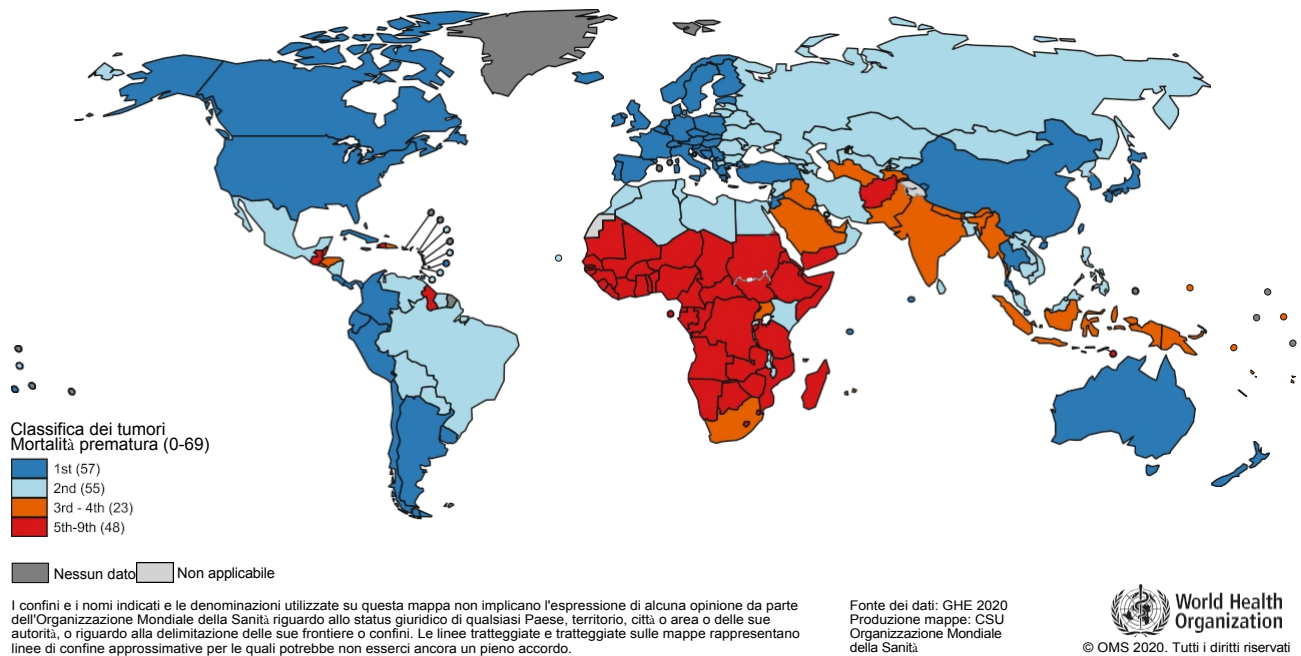 Classifica dei tumori
Mortalità prematura (0-69)
1st (57)
2nd (55)
3rd - 4th (23)
5th-9th (48)
Nessun dato
Non applicabile
I confini e i nomi indicati e le denominazioni utilizzate su questa mappa non implicano l'espressione di alcuna opinione da parte
dell'Organizzazione Mondiale della Sanità riguardo allo status giuridico di qualsiasi Paese, territorio, città o area o delle sue
autorità, o riguardo alla delimitazione delle sue frontiere o confini. Le linee tratteggiate e tratteggiate sulle mappe rappresentano
linee di confine approssimative per le quali potrebbe non esserci ancora un pieno accordo.
Fonte dei dati: GHE 2020
Produzione mappe: CSU
Organizzazione Mondiale
della Sanità
World Health
Organization
© OMS 2020. Tutti i diritti riservati